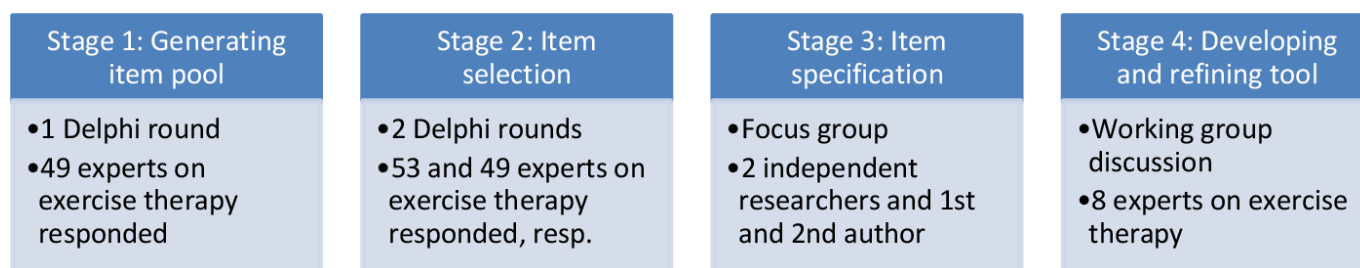 Stage 1: Generating
item pool
•1 Delphi round
•49 experts on
exercise therapy
responded
Stage 2: Item
selection
•2 Delphi rounds
•53 and 49 experts on
exercise therapy
responded, resp.
Stage 3: Item
specification
•Focus group
•2 independent
researchers and 1st
and 2nd author
Stage 4: Developing
and refining tool
•Working group
discussion
•8 experts on exercise
therapy